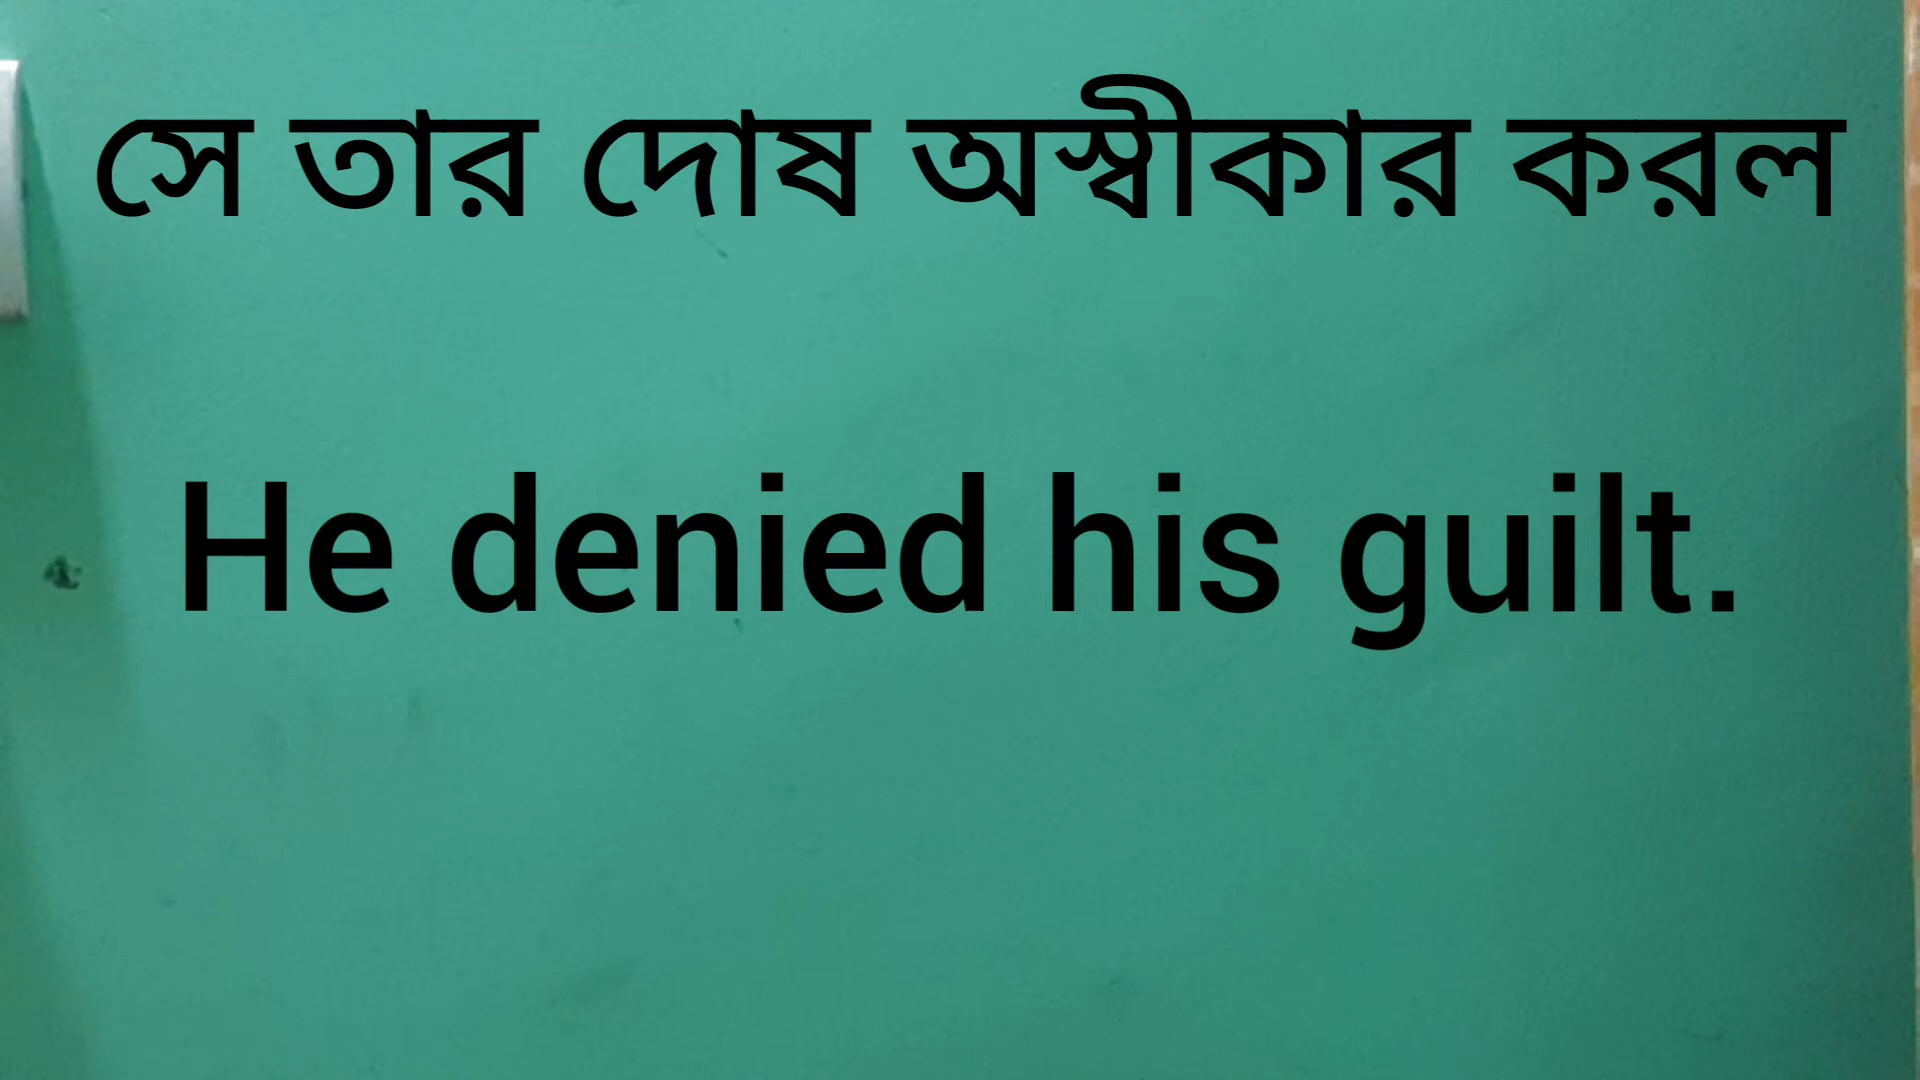 সে তার দোষ অস্বীকার করল
He denied his guilt.